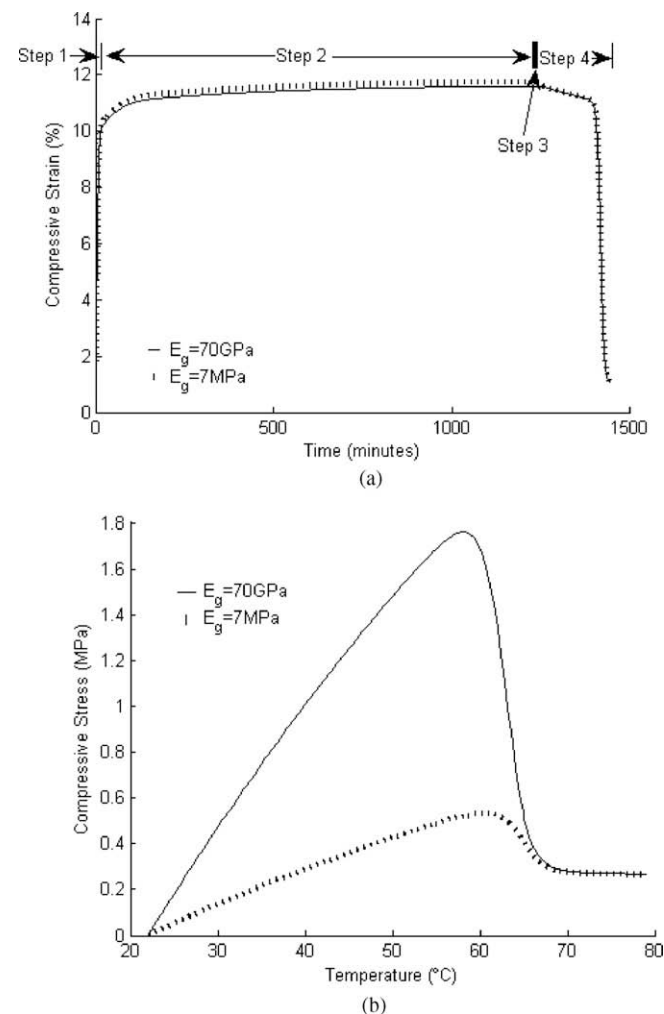 14
12
10
8
6
4
2
0
Compressive Strain (%)
Step 1
Step 2
Step 4
Step 3
E_g=70GPa
E_g=7MPa
0
500
1000
1500
Time (minutes)
(a)
1.8
1.6
1.4
1.2
1
0.8
0.6
0.4
0.2
0
Compressive Stress (MPa)
E_g=70GPa
E_g=7MPa
20
30
40
50
60
70
80
Temperature (°C)
(b)